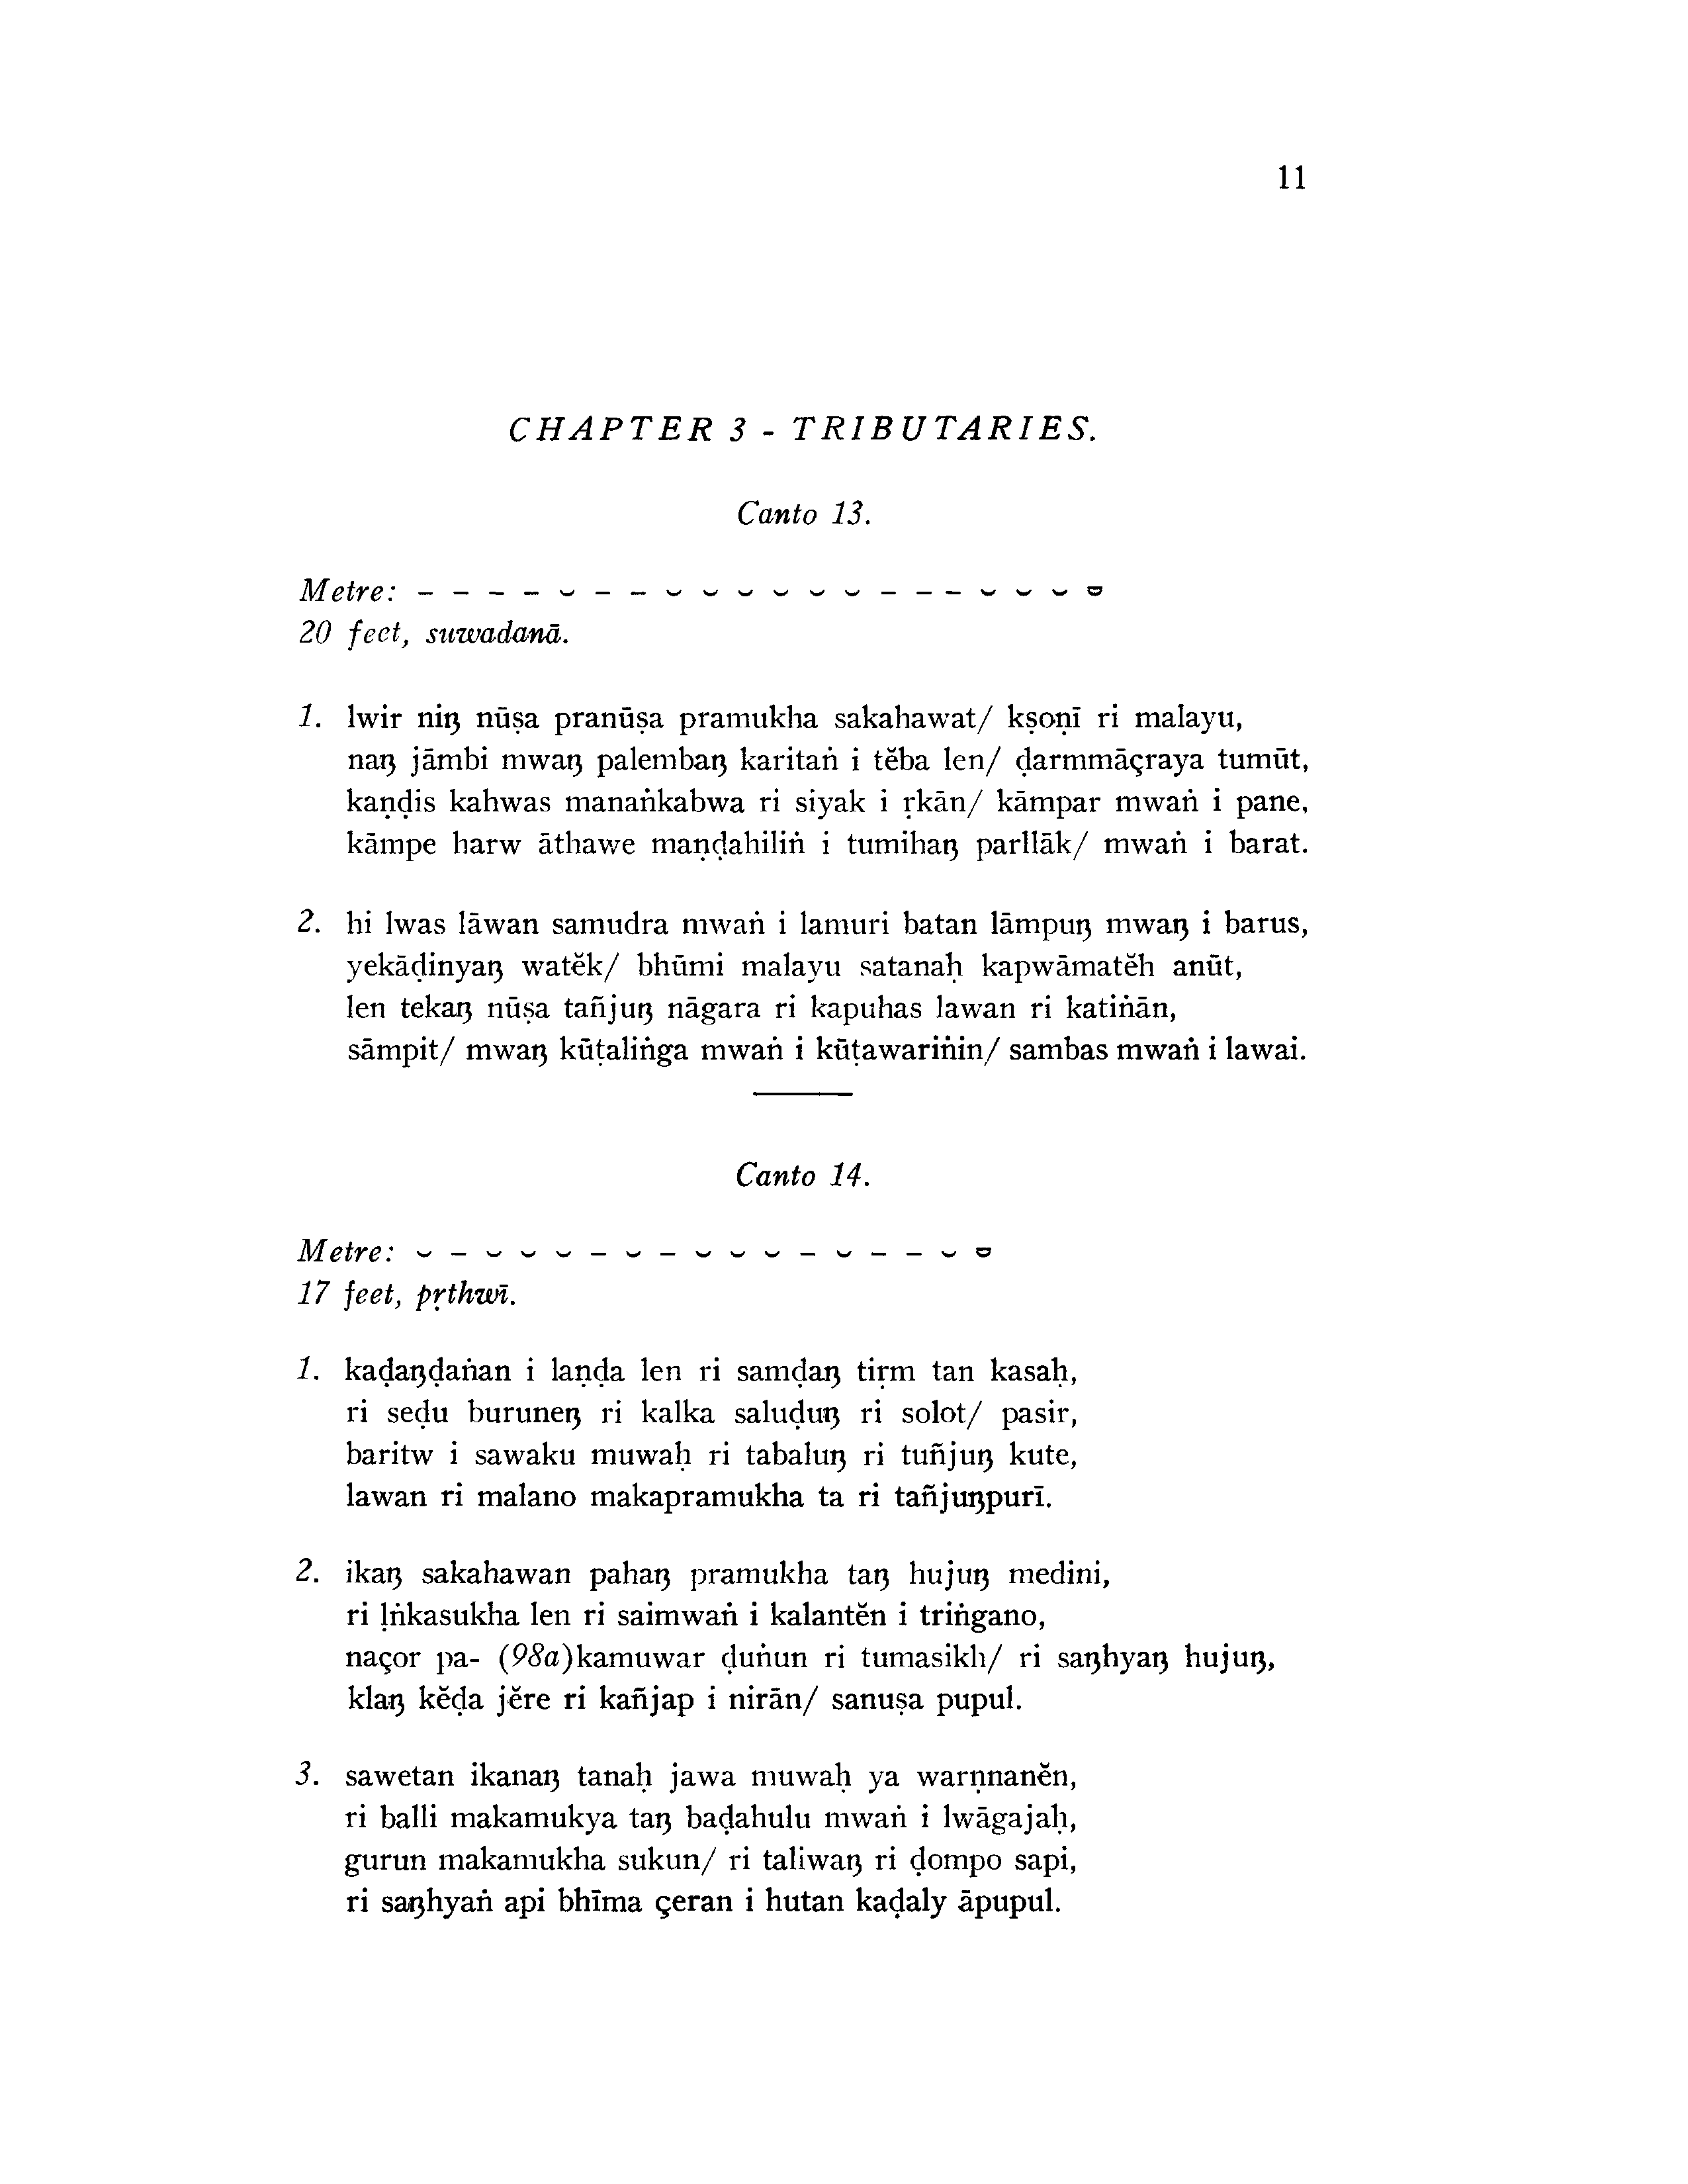 11
CHAPTER 3 - TRIBUTARIES.
Canto 13.
Metre: – – – – ⏑ – – ⏑ ⏑ ⏑ ⏑ ⏑ ⏑ – – – ⏑ ⏑ ⏑ ⏓
20 feet, suwadanā.
1. lwir niŋ nūṣa pranūṣa pramukha sakahawat/ kṣoṇī ri malayu,
naŋ jāmbi mwaŋ palembaŋ karitaṅ i tĕba len/ ḍarmmāçraya tumūt,
kaṇḍis kahwas manaṅkabwa ri siyak i ṛkān/ kāmpar mwaṅ i pane,
kāmpe harw āthawe maṇḍahiliṅ i tumihaŋ parllāk/ mwaṅ i barat.
2. hi lwas lāwan samudra mwaṅ i lamuri batan lāmpuŋ mwaŋ i barus,
yekāḍinyaŋ watĕk/ bhūmi malayu satanaḥ kapwāmatĕh anūt,
len tekaŋ nūṣa tañjuŋ nāgara ri kapuhas lawan ri katiṅān,
sāmpit/ mwaŋ kūṭaliṅga mwaṅ i kūṭawariṅin/ sambas mwaṅ i lawai.
Canto 14.
Metre: ⏑ – ⏑ ⏑ ⏑ – ⏑ – ⏑ ⏑ ⏑ – ⏑ – – ⏑ ⏓
17 feet, pṛthwī.
1. kaḍaŋḍaṅan i laṇḍa len ri samḍaŋ tiṛm tan kasaḥ,
ri seḍu buruneŋ ri kalka saluḍuŋ ri solot/ pasir,
baritw i sawaku muwaḥ ri tabaluŋ ri tuñjuŋ kute,
lawan ri malano makapramukha ta ri tañjuŋpurī.
2. ikaŋ sakahawan pahaŋ pramukha taŋ hujuŋ medini,
ri ḷṅkasukha len ri saimwaṅ i kalantĕn i triṅgano,
naçor pa- (98a)kamuwar ḍuṅun ri tumasikh/ ri saŋhyaŋ hujuŋ,
klaŋ kĕḍa jĕre ri kañjap i nirān/ sanuṣa pupul.
3. sawetan ikanaŋ tanaḥ jawa muwaḥ ya warṇnanĕn,
ri balli makamukya taŋ baḍahulu mwaṅ i lwāgajaḥ,
gurun makamukha sukun/ ri taliwaŋ ri ḍompo sapi,
ri saŋhyaṅ api bhīma çeran i hutan kaḍaly āpupul.